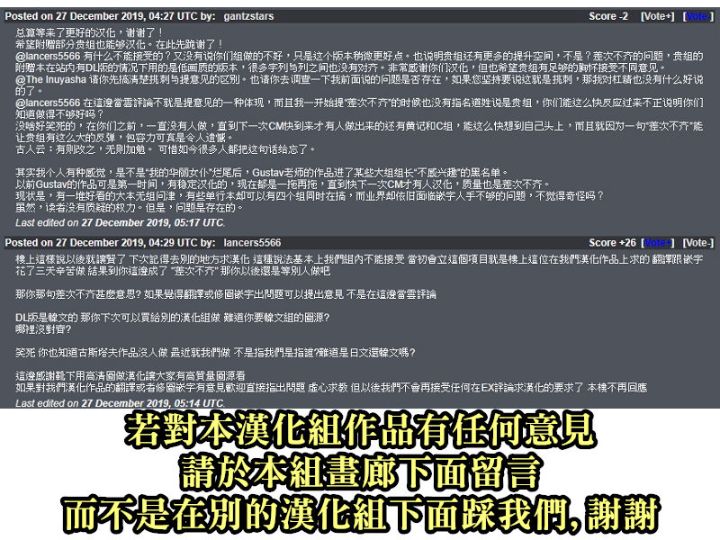 Posted on 27 December 2019, 04:27 UTC by: gantzstars Score -2 [Vote+] [Vote-]
总算等来了更好的汉化，谢谢了！
希望附赠部分贵组也能够汉化。在此先跪谢了！
@lancers5566 有什么不能接受的？又没有说你们组做的不好，只是这个版本稍微更好点。也说明贵组还有更多的提升空间，不是？差次不齐的问题，贵组的
附赠本在站内有DL版的情况下用的是低画质的版本，很多字列与列之间也没有对齐。非常感谢你们汉化，但也希望贵组有足够的胸怀接受不同意见。
@The Inuyasha 请你先搞清楚挑刺与提意见的区别。也请你去调查一下我前面说的问题是否存在，如果您坚持要说这就是挑刺，那我对杠精也没有什么好说
的了。
@lancers5566 在這邊當雲評論不就是提意见的一种体现，而且我一开始提“差次不齐”的时候也没有指名道姓说是贵组，你们能这么快反应过来不正说明你们
知道做得不够好吗？
没啥好笑死的，在你们之前，一直没有人做，直到下一次CM快到来才有人做出来的还有黄记和C组，能这么快想到自己头上，而且就因为一句“差次不齐”能
让贵组有这么大的反弹，包容力可真是令人遗憾。
古人云：有则改之，无则加勉。 可惜如今很多人都把这句话给忘了。
其实我个人有种感觉，是不是“我的华丽女仆”烂尾后，Gustav老师的作品进了某些大组组长“不感兴趣”的黑名单。
以前Gustav的作品可是第一时间，有稳定汉化的，现在都是一拖再拖，直到快下一次CM才有人汉化，质量也是差次不齐。
现状是，有一堆好看的大本无组问津，有些单行本却可以有四个组同时在搞，而业界却依旧面临嵌字人手不够的问题，不觉得奇怪吗？
虽然，读者没有质疑的权力。但是，问题是存在的。
Last edited on 27 December 2019, 05:17 UTC.
Posted on 27 December 2019, 04:29 UTC by: lancers5566 Score +26 [Vote+] [Vote-]
樓上這樣說以後就讓賢了 下次記得去別的地方求漢化 這種說法基本上我們組內不能接受 當初會立這個項目就是樓上這位在我們漢化作品上求的 翻譯跟嵌字
花了三天辛苦做 結果到你這邊成了 "差次不齐" 那你以後還是等別人做吧
那你那句差次不齐甚麼意思? 如果覺得翻譯或修圖嵌字出問題可以提出意見 不是在這邊當雲評論
DL版是韓文的 那你下次可以買給別的漢化組做 難道你要韓文組的圖源?
哪裡沒對齊?
笑死 你也知道古斯塔夫作品沒人做 最近就我們做 不是指我們是指誰?難道是日文還韓文嗎?
這邊感謝戰下用高清圖做漢化讓大家有高質量圖源看
如果對我們漢化作品的翻譯或者修圖嵌字有意見歡迎直接指出問題 虛心求教 但以後我們不會再接受任何在EX評論求漢化的要求了 本樓不再回應
Last edited on 27 December 2019, 05:14 UTC.
若對本漢化組作品有任何意見
請於本組畫廊下面留言
而不是在別的漢化組下面踩我們, 謝謝